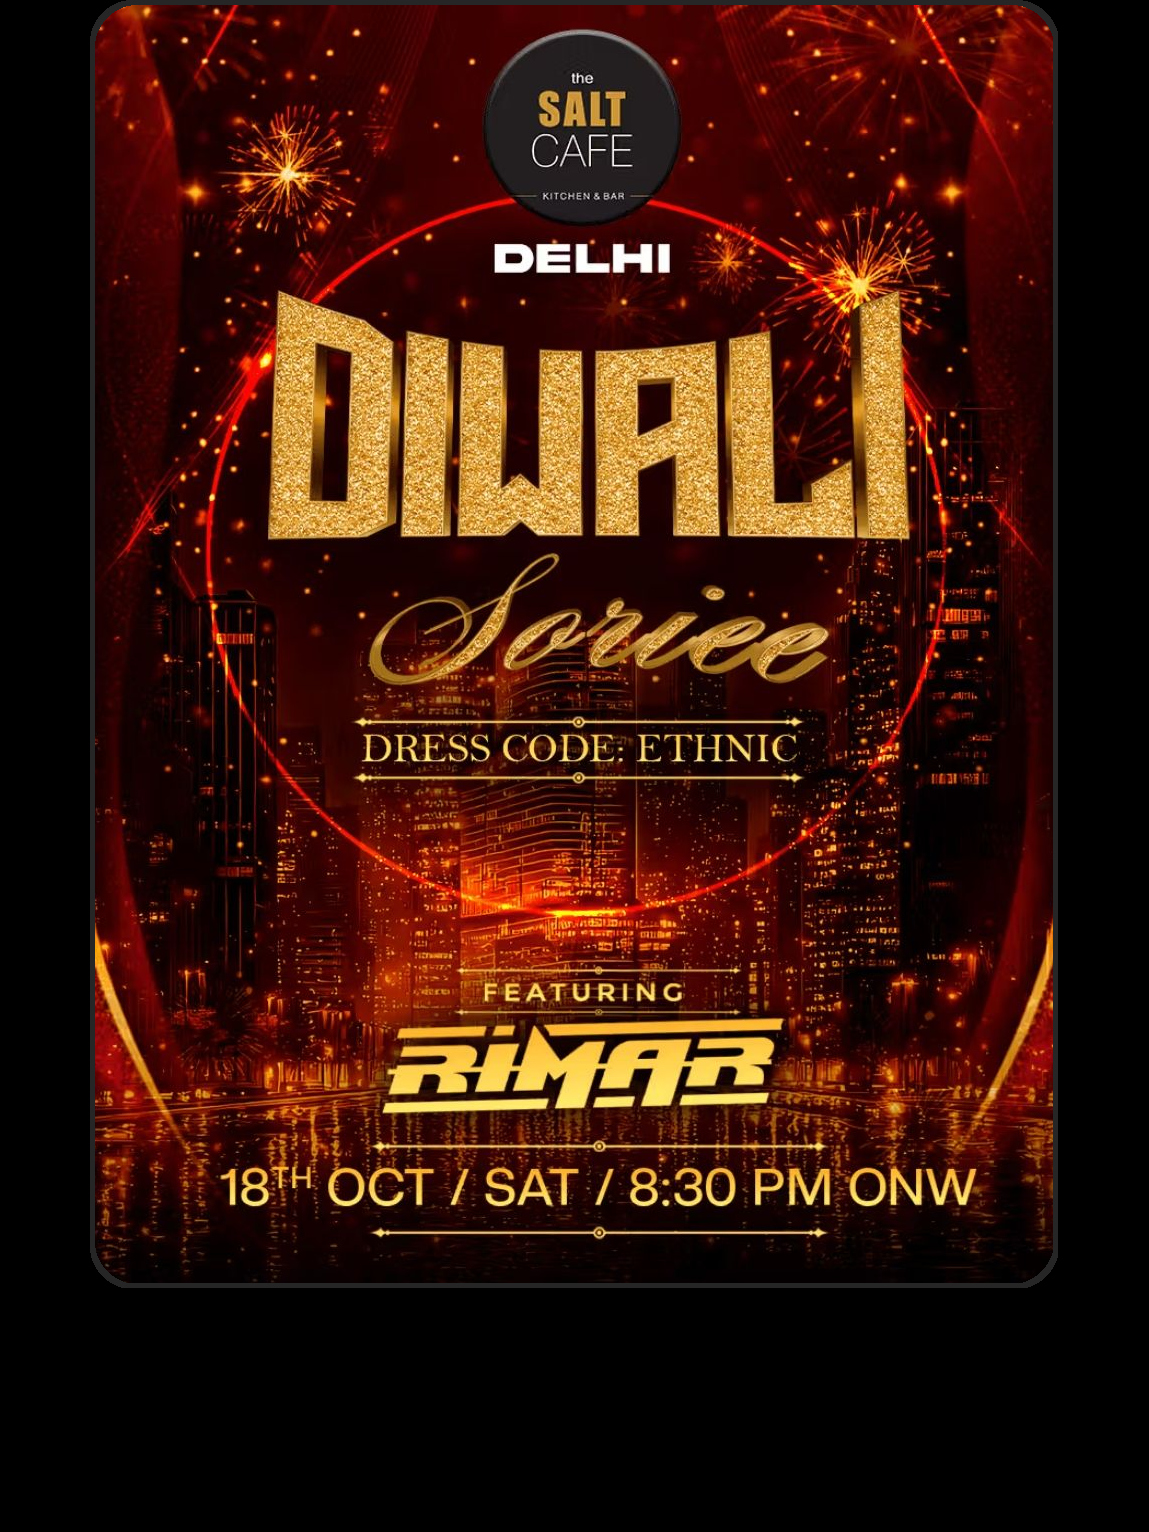 the
SALT
CAFE
KITCHEN & BAR
DELHI
DIWALI
Soriee
DRESS CODE: ETHNIC
FEATURING
RIMAR
18TH OCT / SAT / 8:30 PM ONW